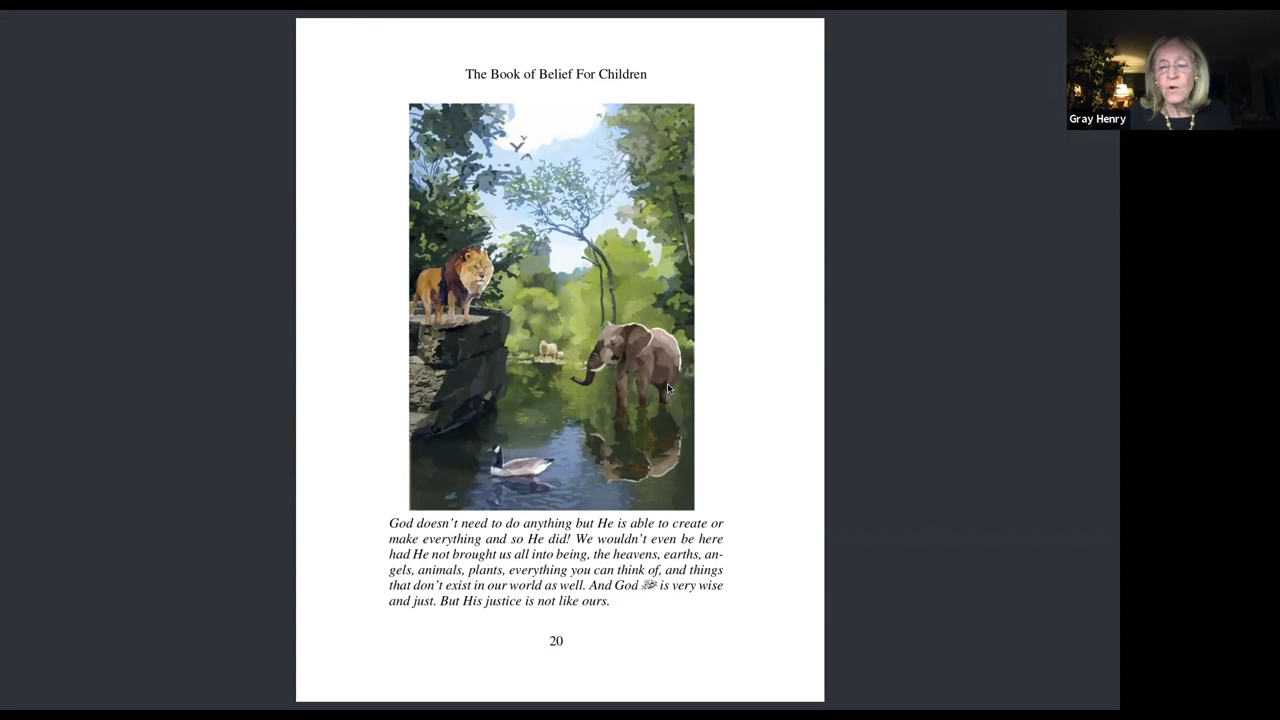 The Book of Belief For Children
Gray Henry
God doesn't need to do anything but He is able to create or
make everything and so He did! We wouldn't even be here
had He not brought us all into being, the heavens, earths, an-
gels, animals, plants, everything you can think of, and things
that don't exist in our world as well. And God is very wise
and just. But His justice is not like ours.
20